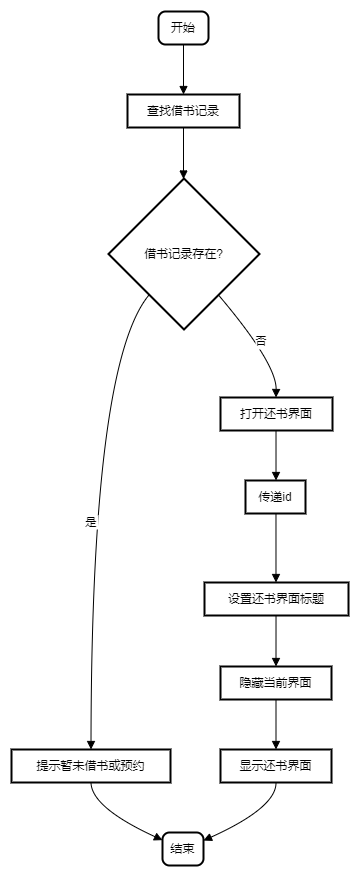 开始
查找借书记录
借书记录存在?
否
打开还书界面
传递id
是
设置还书界面标题
隐藏当前界面
提示暂未借书或预约
显示还书界面
结束